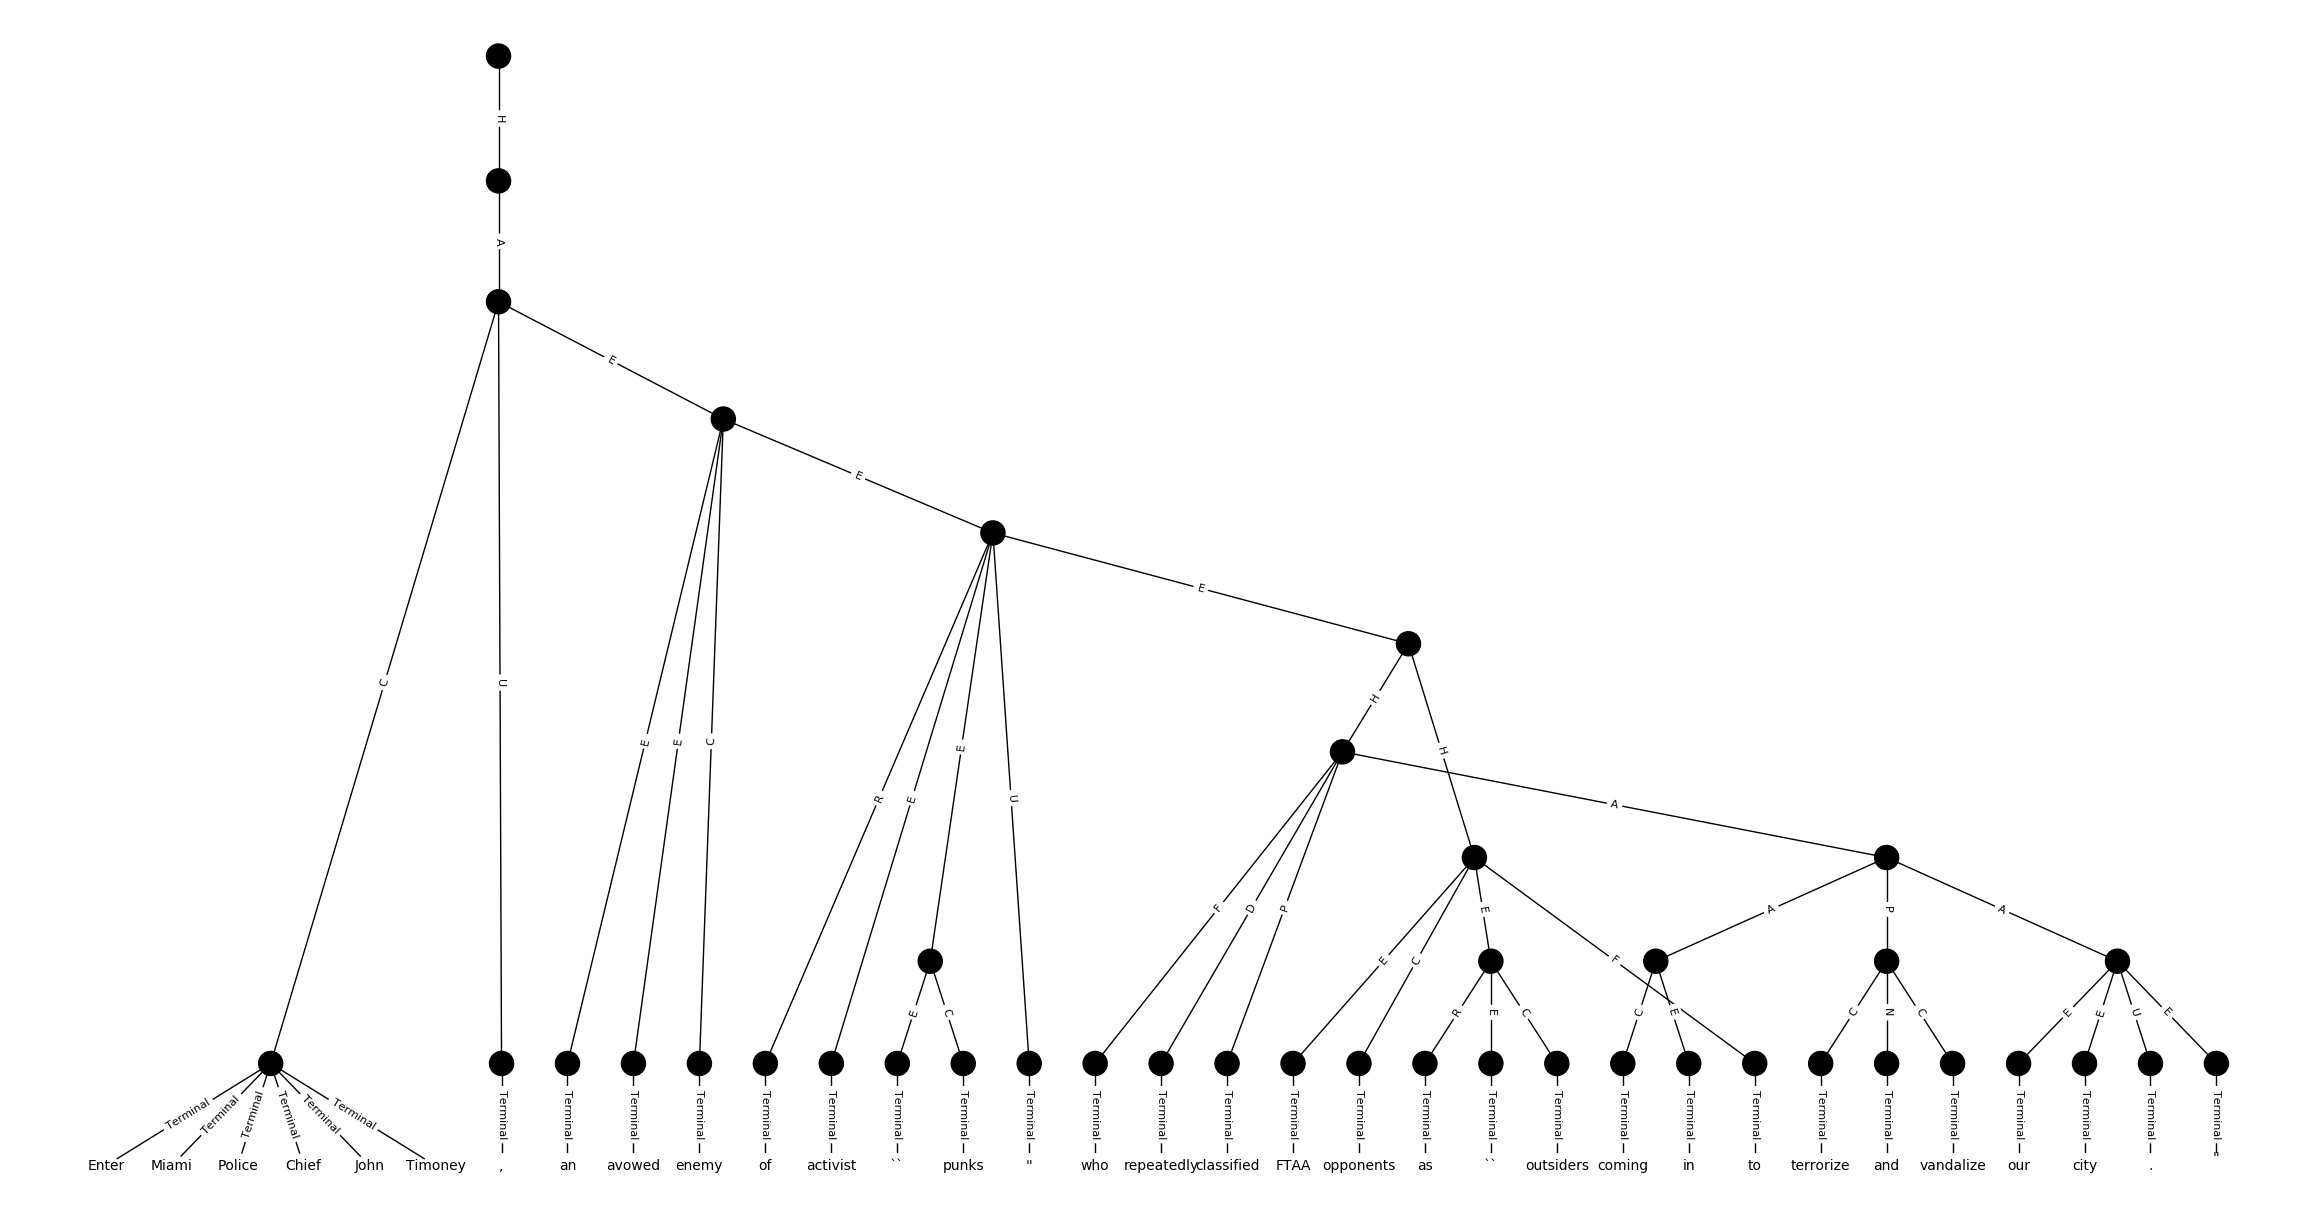 H
A
E
E
E
C
U
H
E
E
C
E
H
R
E
U
A
F
D
P
E
A
P
A
E
C
F
E
C
R
E
C
C
E
C
N
C
E
E
U
E
Terminal Terminal Terminal Terminal Terminal Terminal Terminal Terminal Terminal Terminal Terminal Terminal Terminal Terminal Terminal Terminal Terminal Terminal Terminal Terminal Terminal Terminal Terminal Terminal Terminal Terminal Terminal Terminal Terminal Terminal Terminal Terminal Terminal
Enter Miami Police Chief John Timoney , an avowed enemy of activist `` punks " who repeatedly classified FTAA opponents as `` outsiders coming in to terrorize and vandalize our city . "